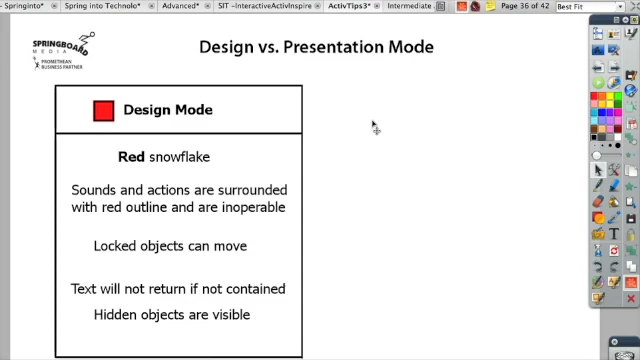 Springinto*
Spring into Technolo*
Advanced*
SIT -InteractiveActivInspire
ActivTips3*
Intermediate
Page 36 of 42
Best Fit
SPRINGBOARD
MEDIA
PROMETHEAN
BUSINESS PARTNER
Design vs. Presentation Mode
Design Mode
Red snowflake
Sounds and actions are surrounded
with red outline and are inoperable
Locked objects can move
Text will not return if not contained
Hidden objects are visible